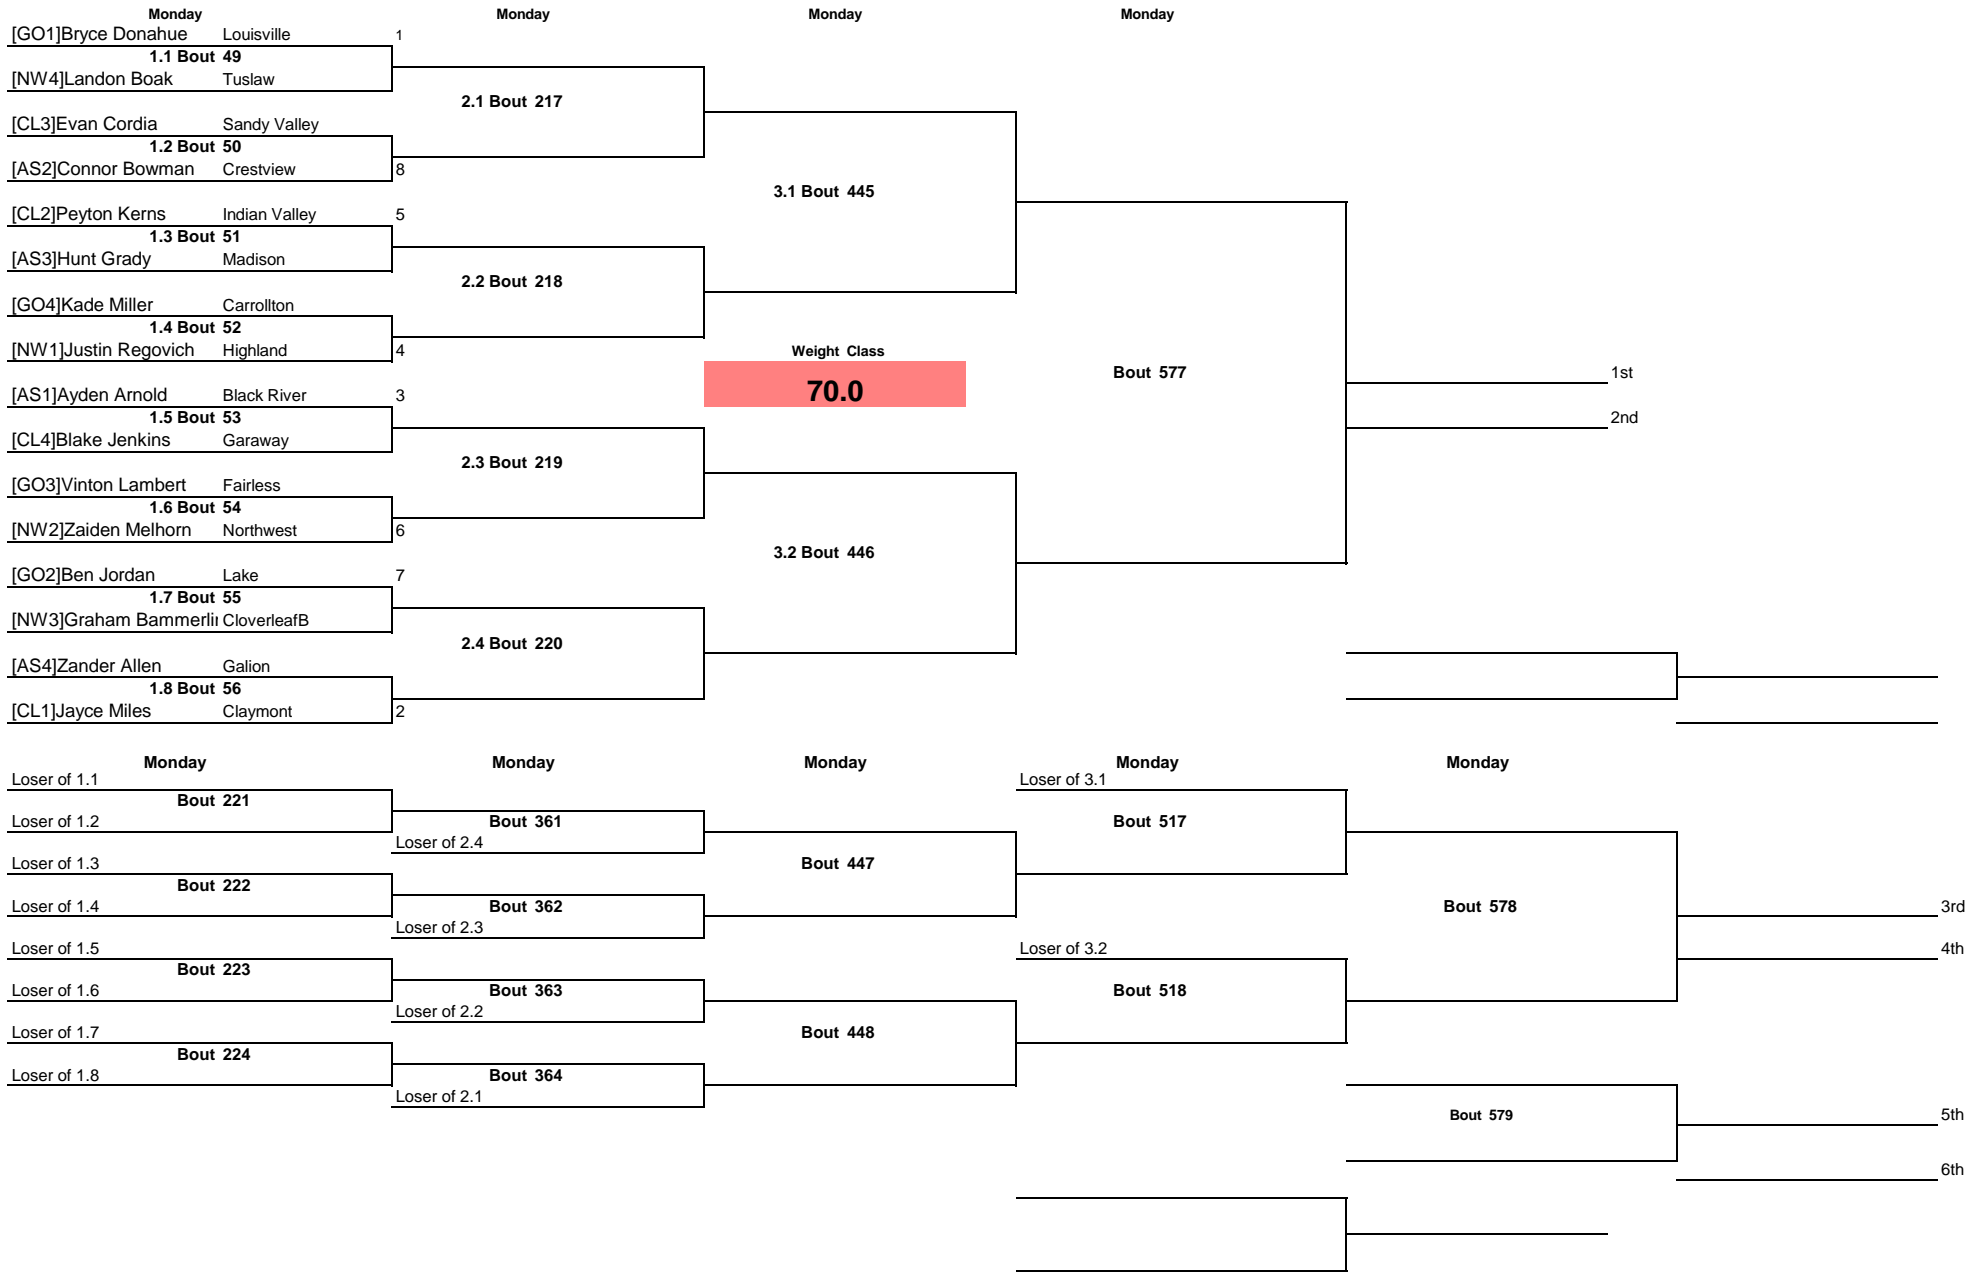 Monday Monday Monday Monday
[GO1]Bryce Donahue Louisville 1
1.1 Bout 49
[NW4]Landon Boak Tuslaw
2.1 Bout 217
[CL3]Evan Cordia Sandy Valley
1.2 Bout 50
[AS2]Connor Bowman Crestview 8
3.1 Bout 445
[CL2]Peyton Kerns Indian Valley 5
1.3 Bout 51
[AS3]Hunt Grady Madison
2.2 Bout 218
[GO4]Kade Miller Carrollton
1.4 Bout 52
[NW1]Justin Regovich Highland 4
Weight Class
Bout 577 1st
70.0
[AS1]Ayden Arnold Black River 3
1.5 Bout 53 2nd
[CL4]Blake Jenkins Garaway
2.3 Bout 219
[GO3]Vinton Lambert Fairless
1.6 Bout 54
[NW2]Zaiden Melhorn Northwest 6
3.2 Bout 446
[GO2]Ben Jordan Lake 7
1.7 Bout 55
[NW3]Graham Bammerlin CloverleafB
2.4 Bout 220
[AS4]Zander Allen Galion
1.8 Bout 56
[CL1]Jayce Miles Claymont 2
Monday Monday Monday Monday Monday
Loser of 1.1 Loser of 3.1
Bout 221
Loser of 1.2 Bout 361 Bout 517
Loser of 2.4
Loser of 1.3 Bout 447
Bout 222
Loser of 1.4 Bout 362 Bout 578 3rd
Loser of 2.3
Loser of 1.5 Loser of 3.2 4th
Bout 223
Loser of 1.6 Bout 363 Bout 518
Loser of 2.2
Loser of 1.7 Bout 448
Bout 224
Loser of 1.8 Bout 364
Loser of 2.1
Bout 579 5th
6th